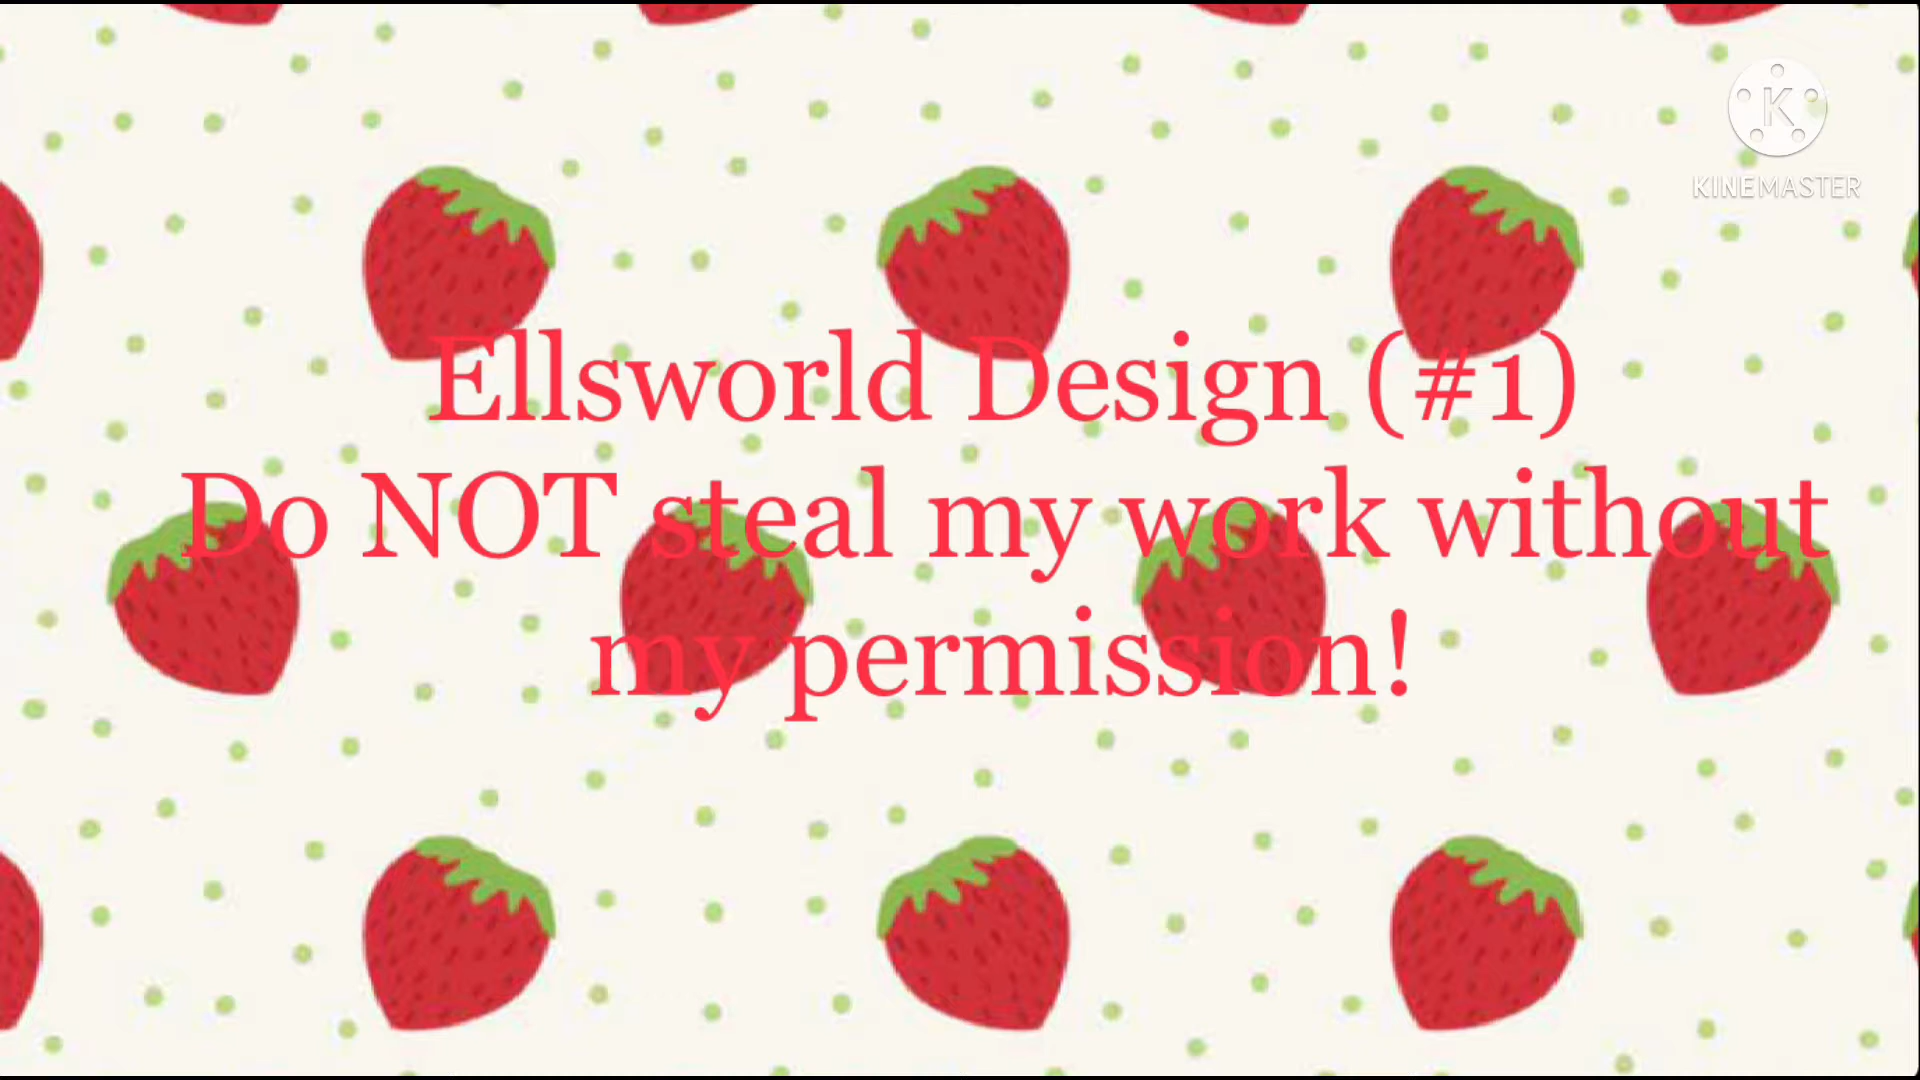 K
KINEMASTER
Ellsworld Design (#1)
Do NOT steal my work without
my permission!